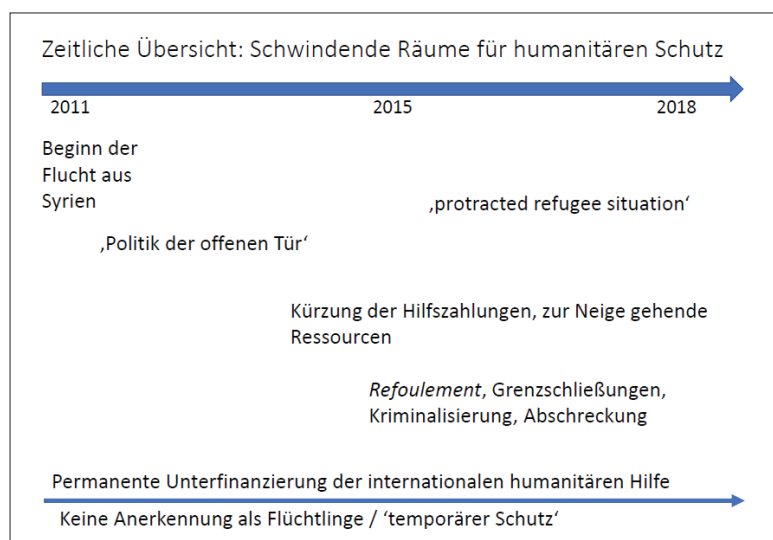 Zeitliche Übersicht: Schwindende Räume für humanitären Schutz
2011 2015 2018
Beginn der
Flucht aus
Syrien
‚protracted refugee situation‘
‚Politik der offenen Tür‘
Kürzung der Hilfszahlungen, zur Neige gehende
Ressourcen
Refoulement, Grenzschließungen,
Kriminalisierung, Abschreckung
Permanente Unterfinanzierung der internationalen humanitären Hilfe
Keine Anerkennung als Flüchtlinge / ‘temporärer Schutz‘